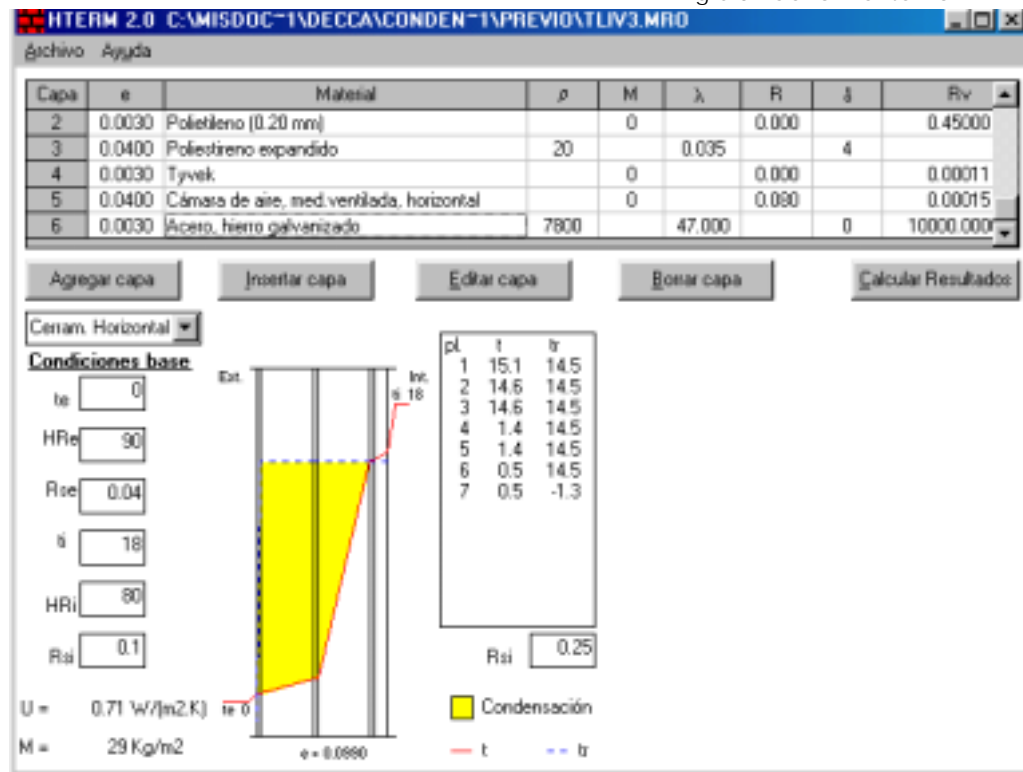 HTERM 2.0 C:\MISDOC~1\DECCA\CONDEN~1\PREVIO\TLIV3.MRO
Archivo Ayuda
Capa e Material ρ M λ R δ Rv
2 0.0030 Polietileno (0.20 mm) 0 0.000 0.45000
3 0.0400 Poliestireno expandido 20 0.035 4
4 0.0030 Tyvek 0 0.000 0.00011
5 0.0400 Cámara de aire, med.ventilada, horizontal 0 0.080 0.00015
6 0.0030 Acero, hierro galvanizado 7800 47.000 0 10000.000
Agregar capa Insertar capa Editar capa Borrar capa Calcular Resultados
Cerram. Horizontal
Condiciones base
te 0
HRe 90
Rse 0.04
ti 18
HRi 80
Rsi 0.1
U = 0.71 W/(m2.K)
M = 29 Kg/m2
Ext.
Int.
ti 18
te 0
e = 0.0990
pl. t tr
1 15.1 14.5
2 14.6 14.5
3 14.6 14.5
4 1.4 14.5
5 1.4 14.5
6 0.5 14.5
7 0.5 -1.3
Rsi 0.25
Condensación
t tr